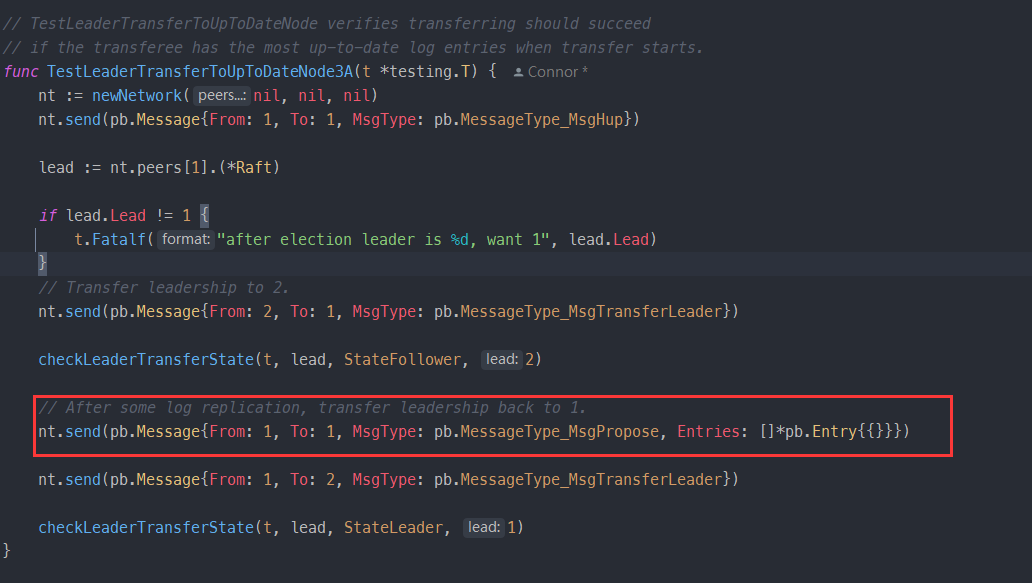 // TestLeaderTransferToUpToDateNode verifies transferring should succeed
// if the transferee has the most up-to-date log entries when transfer starts.
func TestLeaderTransferToUpToDateNode3A(t *testing.T) { Connor *
nt := newNetwork( peers...: nil, nil, nil)
nt.send(pb.Message{From: 1, To: 1, MsgType: pb.MessageType_MsgHup})
lead := nt.peers[1].(*Raft)
if lead.Lead != 1 {
t.Fatalf( format: "after election leader is %d, want 1", lead.Lead)
}
// Transfer leadership to 2.
nt.send(pb.Message{From: 2, To: 1, MsgType: pb.MessageType_MsgTransferLeader})
checkLeaderTransferState(t, lead, StateFollower, lead: 2)
// After some log replication, transfer leadership back to 1.
nt.send(pb.Message{From: 1, To: 1, MsgType: pb.MessageType_MsgPropose, Entries: []*pb.Entry{{}}})
nt.send(pb.Message{From: 1, To: 2, MsgType: pb.MessageType_MsgTransferLeader})
checkLeaderTransferState(t, lead, StateLeader, lead: 1)
}